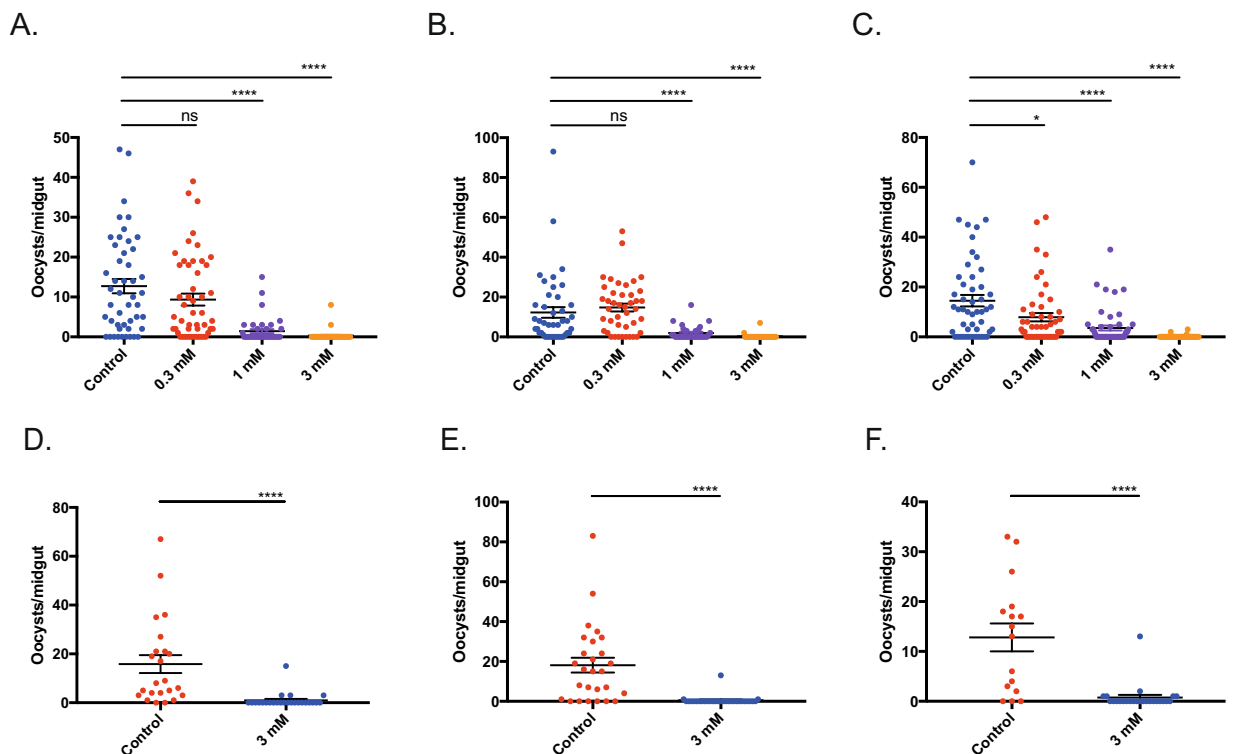 A.
B.
C.
****
****
ns
Oocysts/midgut
50
40
30
20
10
0
Control
0.3 mM
1 mM
3 mM
****
****
ns
Oocysts/midgut
100
80
60
40
20
0
Control
0.3 mM
1 mM
3 mM
****
****
*
Oocysts/midgut
80
60
40
20
0
Control
0.3 mM
1 mM
3 mM
D.
E.
F.
****
Oocysts/midgut
80
60
40
20
0
Control
3 mM
****
Oocysts/midgut
100
80
60
40
20
0
Control
3 mM
****
Oocysts/midgut
40
30
20
10
0
Control
3 mM